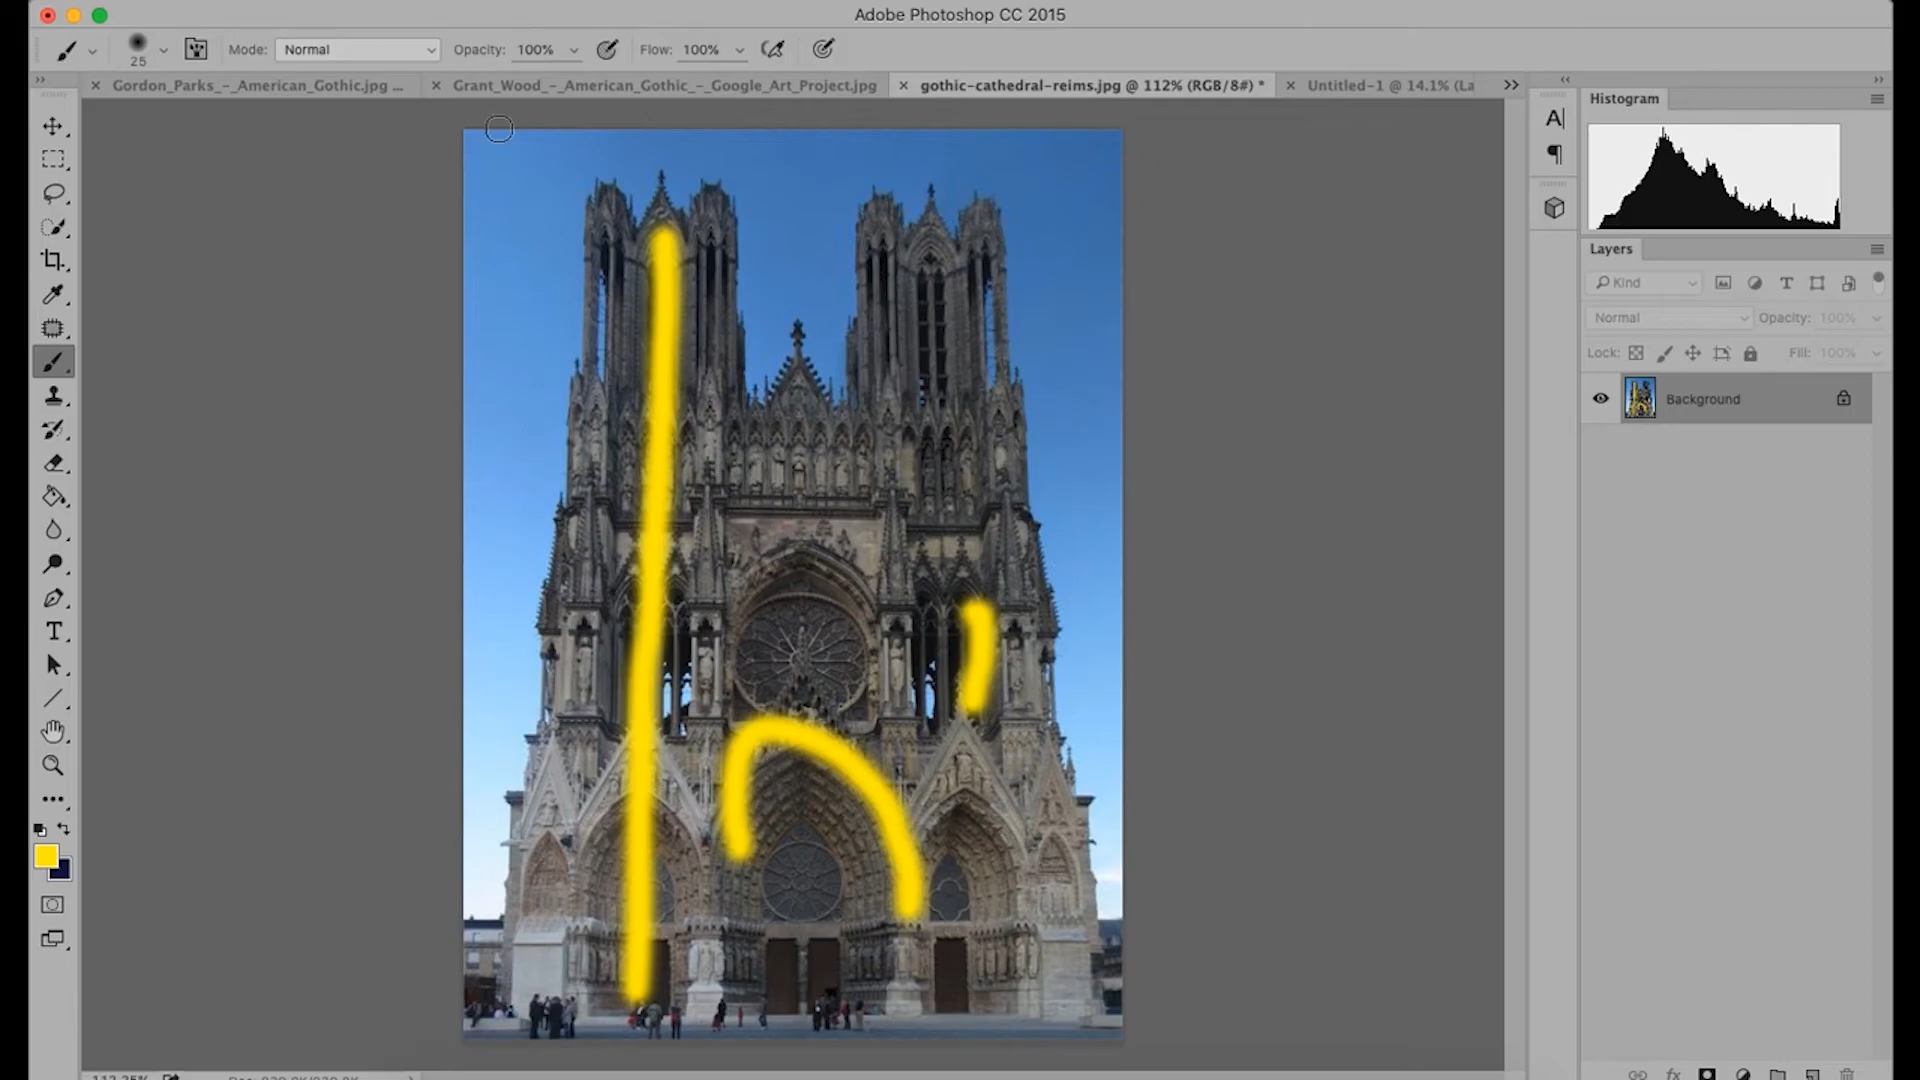 Adobe Photoshop CC 2015
25 Mode: Normal Opacity: 100% Flow: 100%
Gordon_Parks_-_American_Gothic.jpg ... Grant_Wood_-_American_Gothic_-_Google_Art_Project.jpg gothic-cathedral-reims.jpg @ 112% (RGB/8#) * Untitled-1 @ 14.1% (La
Histogram
Layers
Kind
Normal Opacity: 100%
Lock: Fill: 100%
Background